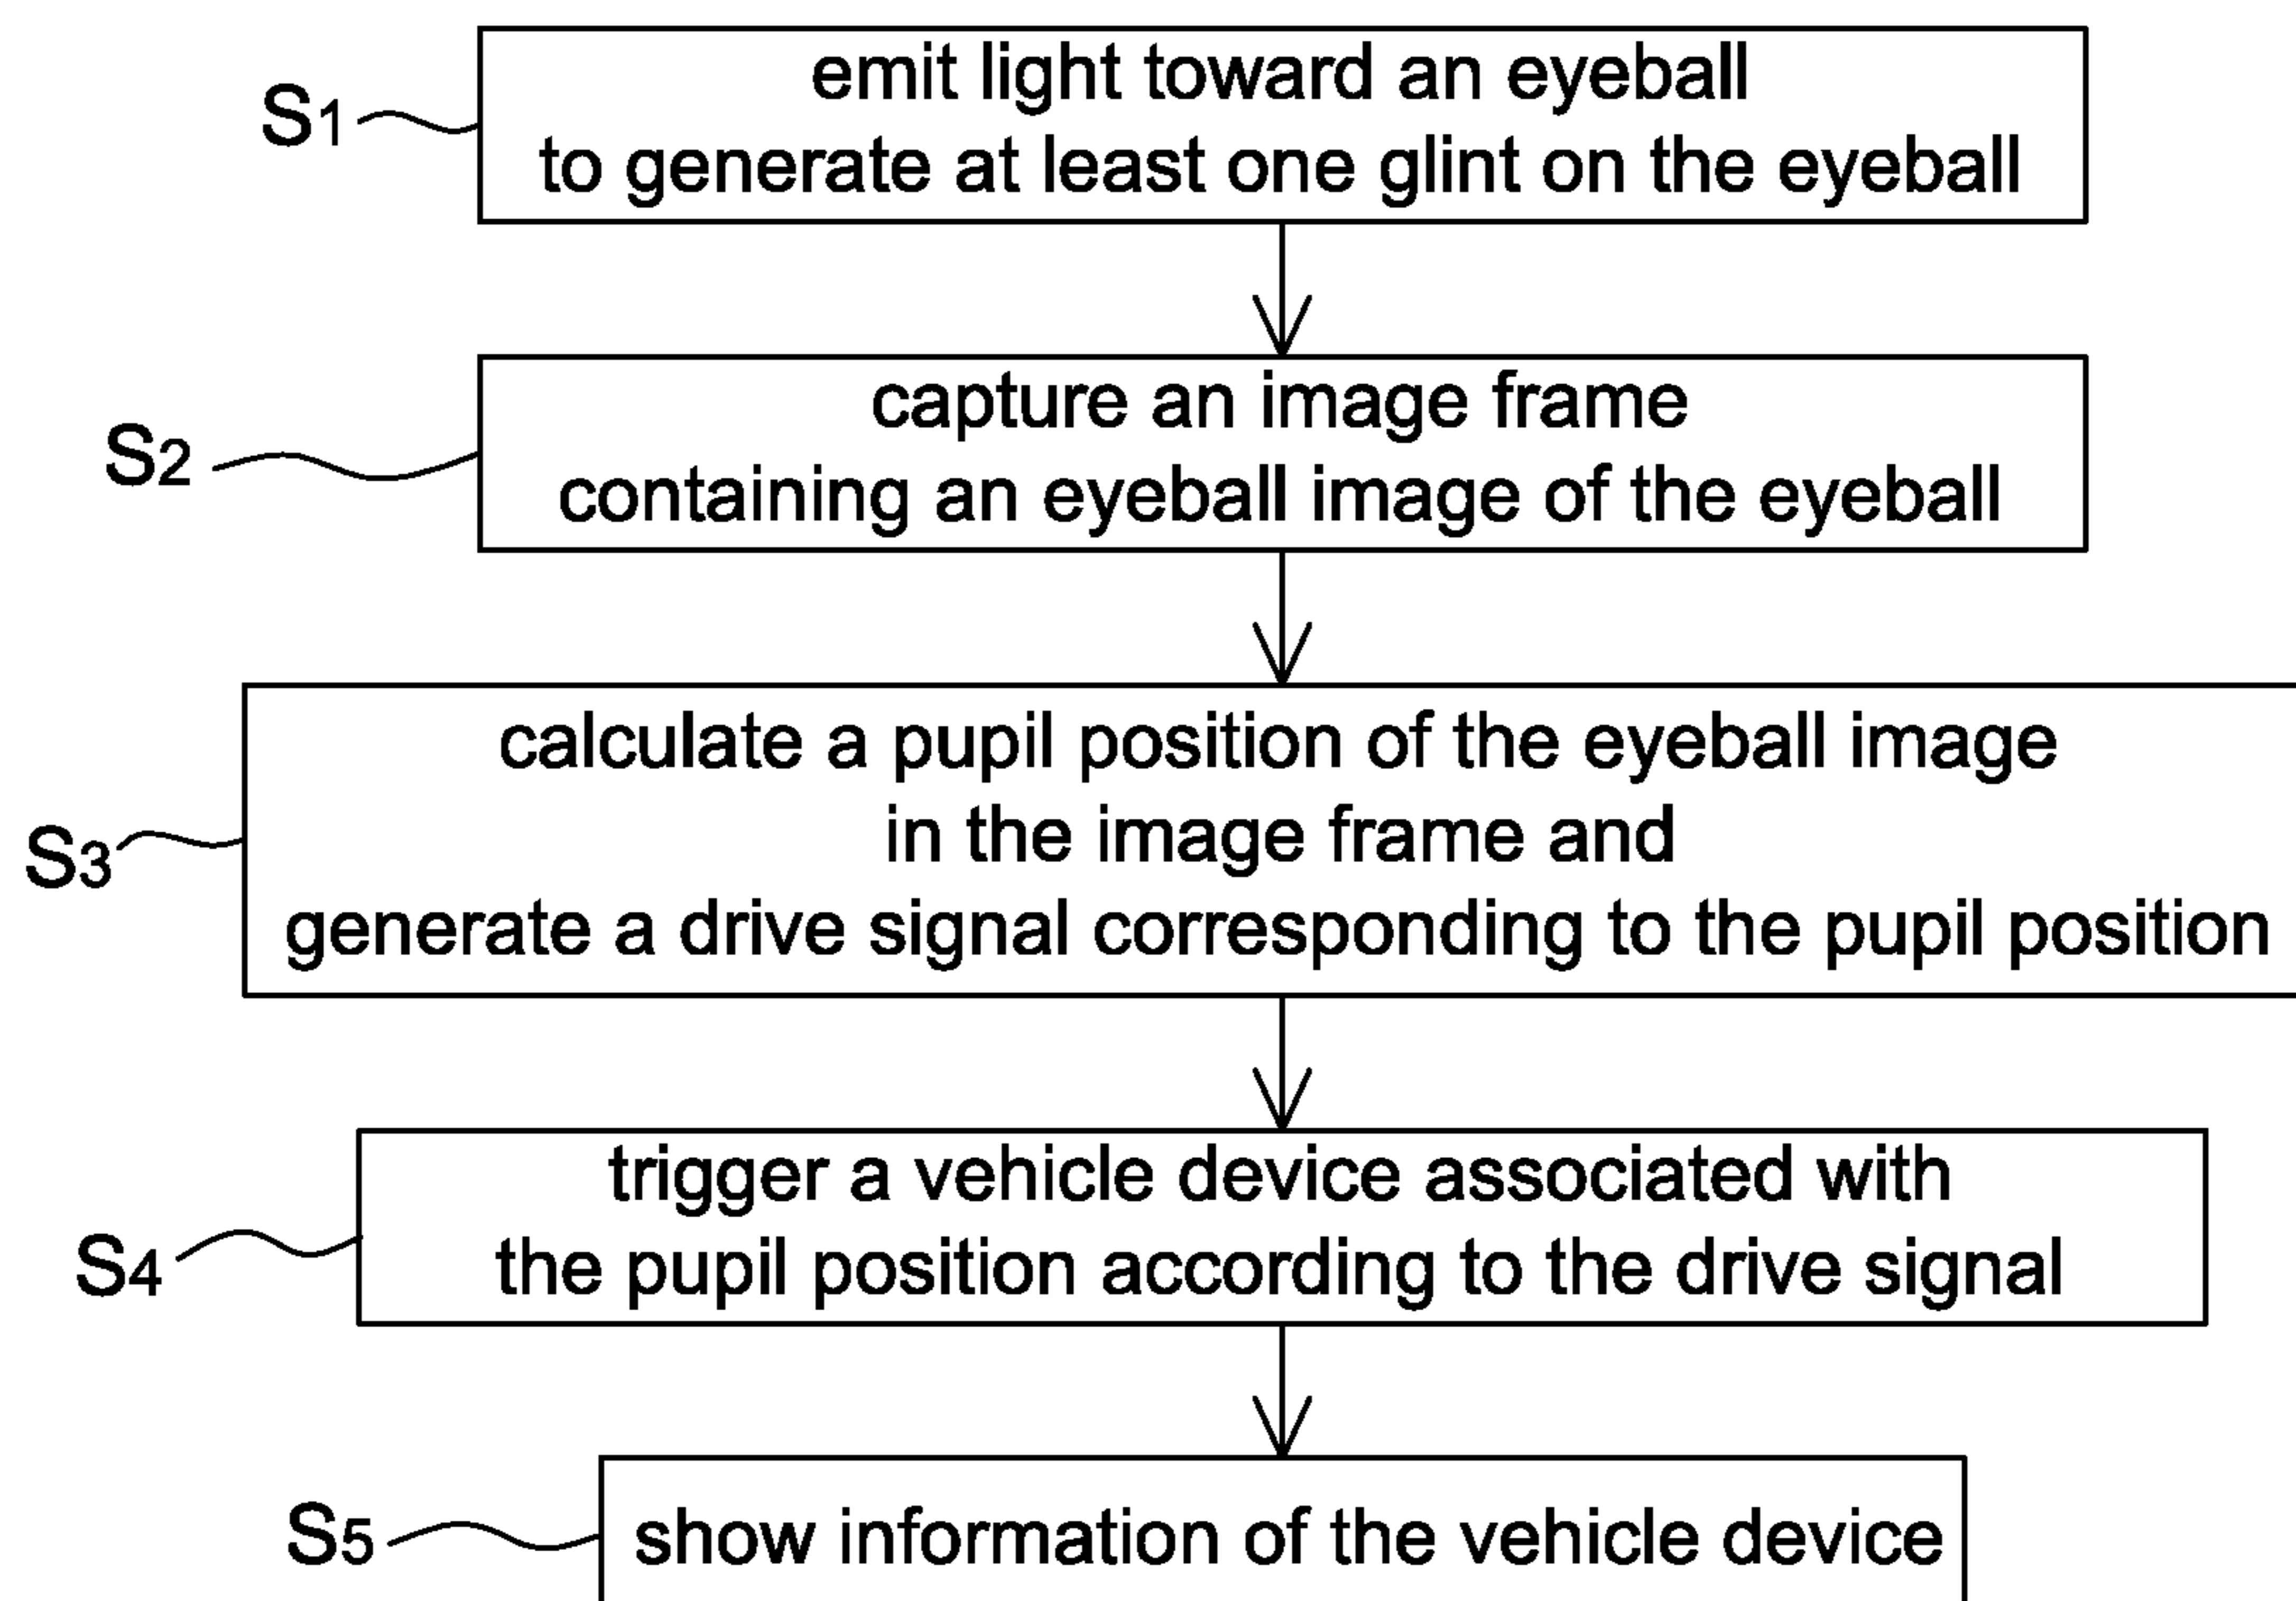 S1
emit light toward an eyeball
to generate at least one glint on the eyeball
S2
capture an image frame
containing an eyeball image of the eyeball
S3
calculate a pupil position of the eyeball image
in the image frame and
generate a drive signal corresponding to the pupil position
S4
trigger a vehicle device associated with
the pupil position according to the drive signal
S5
show information of the vehicle device